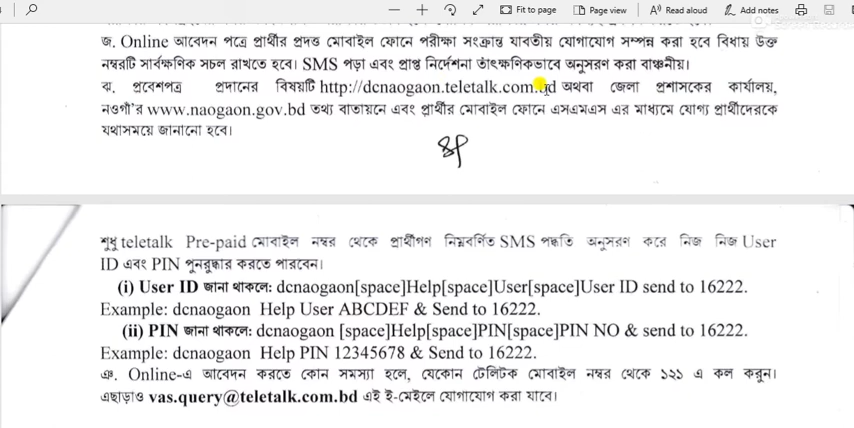 Fit to page
Page view
Read aloud
Add notes
জ. Online আবেদন পত্রে প্রার্থীর প্রদত্ত মোবাইল ফোনে পরীক্ষা সংক্রান্ত যাবতীয় যোগাযোগ সম্পন্ন করা হবে বিধায় উক্ত
নম্বরটি সার্বক্ষণিক সচল রাখতে হবে। SMS পড়া এবং প্রাপ্ত নির্দেশনা তাঁৎক্ষণিকভাবে অনুসরণ করা বাঞ্চনীয়।
ঝ. প্রবেশপত্র প্রদানের বিষয়টি http://dcnaogaon.teletalk.com.bd অথবা জেলা প্রশাসকের কার্যালয়,
নওগাঁ'র www.naogaon.gov.bd তথ্য বাতায়নে এবং প্রার্থীর মোবাইল ফোনে এসএমএস এর মাধ্যমে যোগ্য প্রার্থীদেরকে
যথাসময়ে জানানো হবে।
শুধু teletalk Pre-paid মোবাইল নম্বর থেকে প্রার্থীগণ নিম্নবর্ণিত SMS পদ্ধতি অনুসরণ করে নিজ নিজ User
ID এবং PIN পুনরুদ্ধার করতে পারবেন।
(i) User ID জানা থাকলে: dcnaogaon[space]Help[space]User[space]User ID send to 16222.
Example: dcnaogaon Help User ABCDEF & Send to 16222.
(ii) PIN জানা থাকলে: dcnaogaon [space]Help[space]PIN[space]PIN NO & send to 16222.
Example: dcnaogaon Help PIN 12345678 & Send to 16222.
ঞ. Online-এ আবেদন করতে কোন সমস্যা হলে, যেকোন টেলিটক মোবাইল নম্বর থেকে ১২১ এ কল করুন।
এছাড়াও vas.query@teletalk.com.bd এই ই-মেইলে যোগাযোগ করা যাবে।